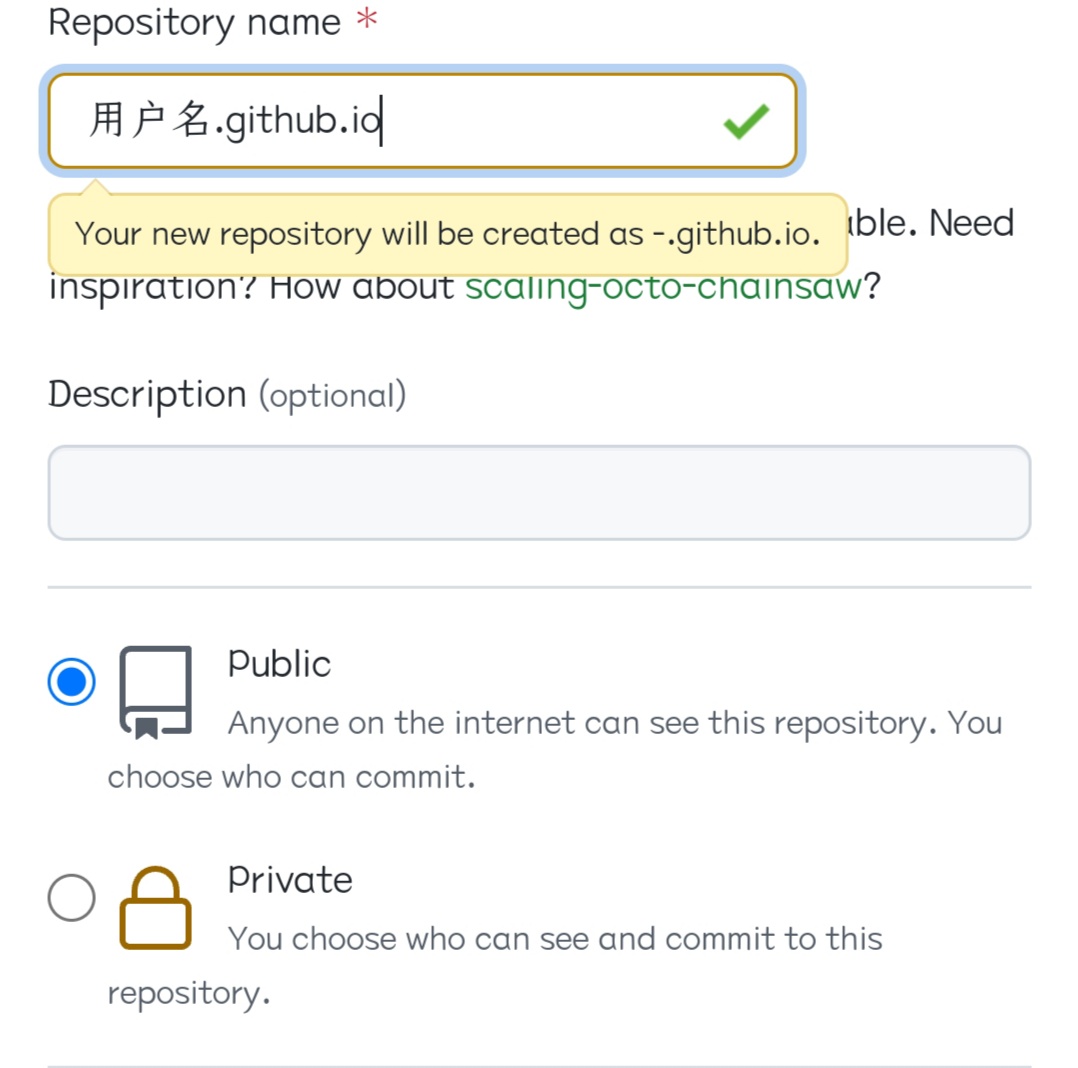 Repository name *
用户名.github.io
Your new repository will be created as -.github.io.
able. Need
inspiration? How about scaling-octo-chainsaw?
Description (optional)
Public
Anyone on the internet can see this repository. You
choose who can commit.
Private
You choose who can see and commit to this
repository.